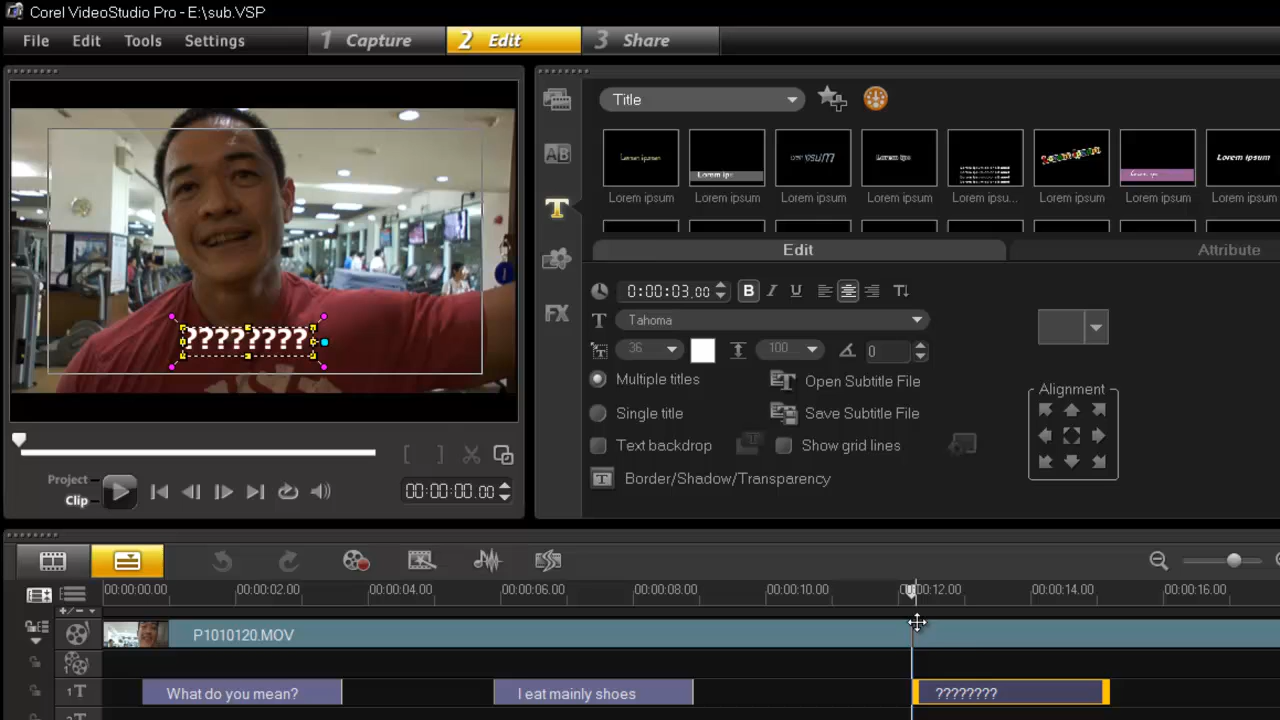 Corel VideoStudio Pro - E:\sub.VSP
File Edit Tools Settings 1 Capture 2 Edit 3 Share
Title
Lorem ipsum Lorem ipsum Lorem ipsum Lorem ipsum Lorem ipsu... Lorem ipsum Lorem ipsum Lorem ipsum
Edit Attribute
0:00:03.00 B I U T
T Tahoma
36 100 0
Multiple titles Open Subtitle File
Single title Save Subtitle File
Text backdrop Show grid lines
Border/Shadow/Transparency
Alignment
AB
T
FX
????????
Project
Clip
00:00:00.00
00:00:00.00 00:00:02.00 00:00:04.00 00:00:06.00 00:00:08.00 00:00:10.00 00:00:12.00 00:00:14.00 00:00:16.00
P1010120.MOV
1
1T What do you mean? I eat mainly shoes ????????